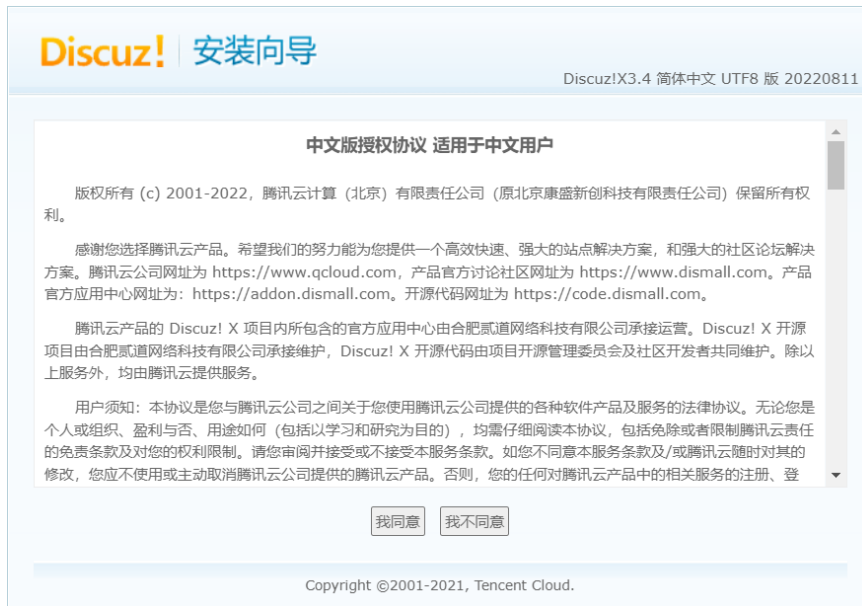 Discuz! 安装向导
Discuz!X3.4 简体中文 UTF8 版 20220811
中文版授权协议 适用于中文用户
版权所有 (c) 2001-2022，腾讯云计算（北京）有限责任公司（原北京康盛新创科技有限责任公司）保留所有权
利。
感谢您选择腾讯云产品。希望我们的努力能为您提供一个高效快速、强大的站点解决方案，和强大的社区论坛解决
方案。腾讯云公司网址为 https://www.qcloud.com，产品官方讨论社区网址为 https://www.dismall.com。产品
官方应用中心网址为：https://addon.dismall.com。开源代码网址为 https://code.dismall.com。
腾讯云产品的 Discuz! X 项目内所包含的官方应用中心由合肥贰道网络科技有限公司承接运营。Discuz! X 开源
项目由合肥贰道网络科技有限公司承接维护，Discuz! X 开源代码由项目开源管理委员会及社区开发者共同维护。除以
上服务外，均由腾讯云提供服务。
用户须知：本协议是您与腾讯云公司之间关于您使用腾讯云公司提供的各种软件产品及服务的法律协议。无论您是
个人或组织、盈利与否、用途如何（包括以学习和研究为目的），均需仔细阅读本协议，包括免除或者限制腾讯云责任
的免责条款及对您的权利限制。请您审阅并接受或不接受本服务条款。如您不同意本服务条款及/或腾讯云随时对其的
修改，您应不使用或主动取消腾讯云公司提供的腾讯云产品。否则，您的任何对腾讯云产品中的相关服务的注册、登
我同意 我不同意
Copyright ©2001-2021, Tencent Cloud.